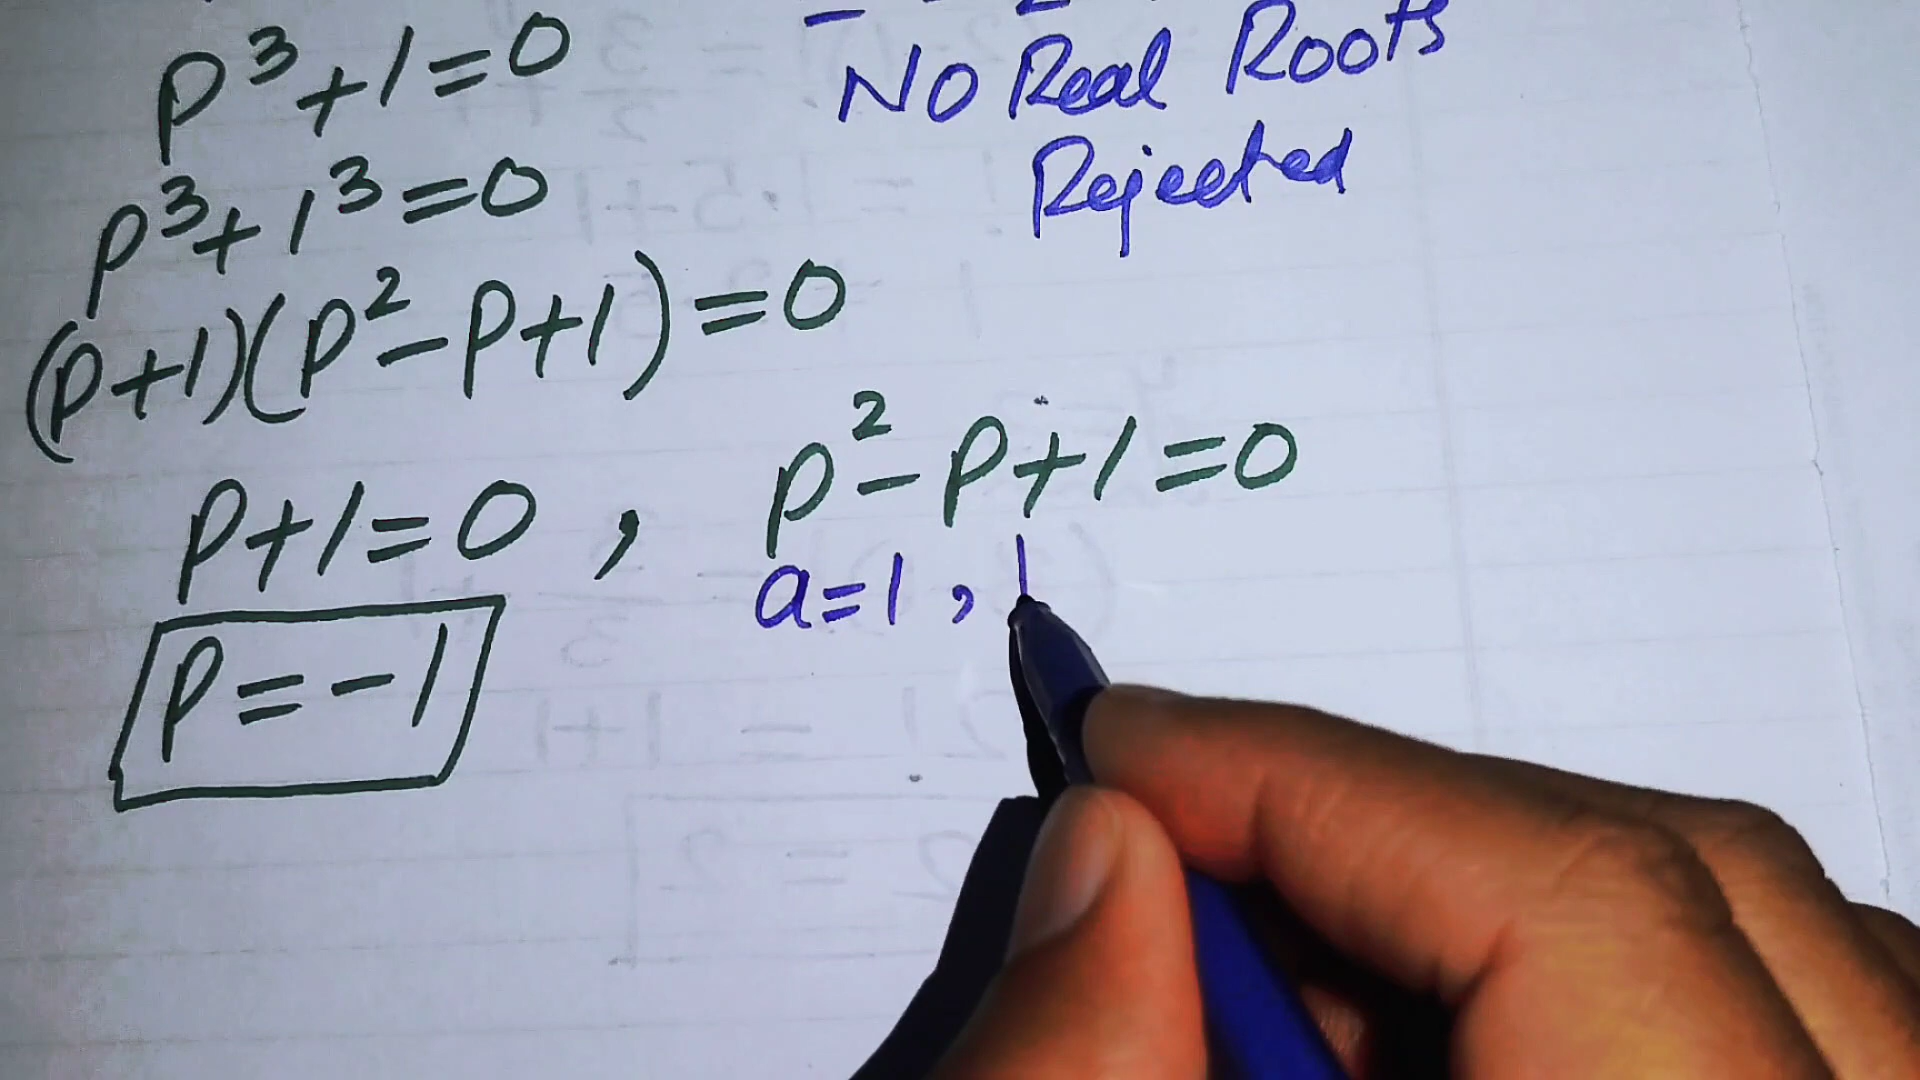 p³+1=0
No Real Roots
Rejected
p³+1³=0
(p+1)(p²-p+1)=0
p+1=0 , p²-p+1=0
a=1 ,
p=-1